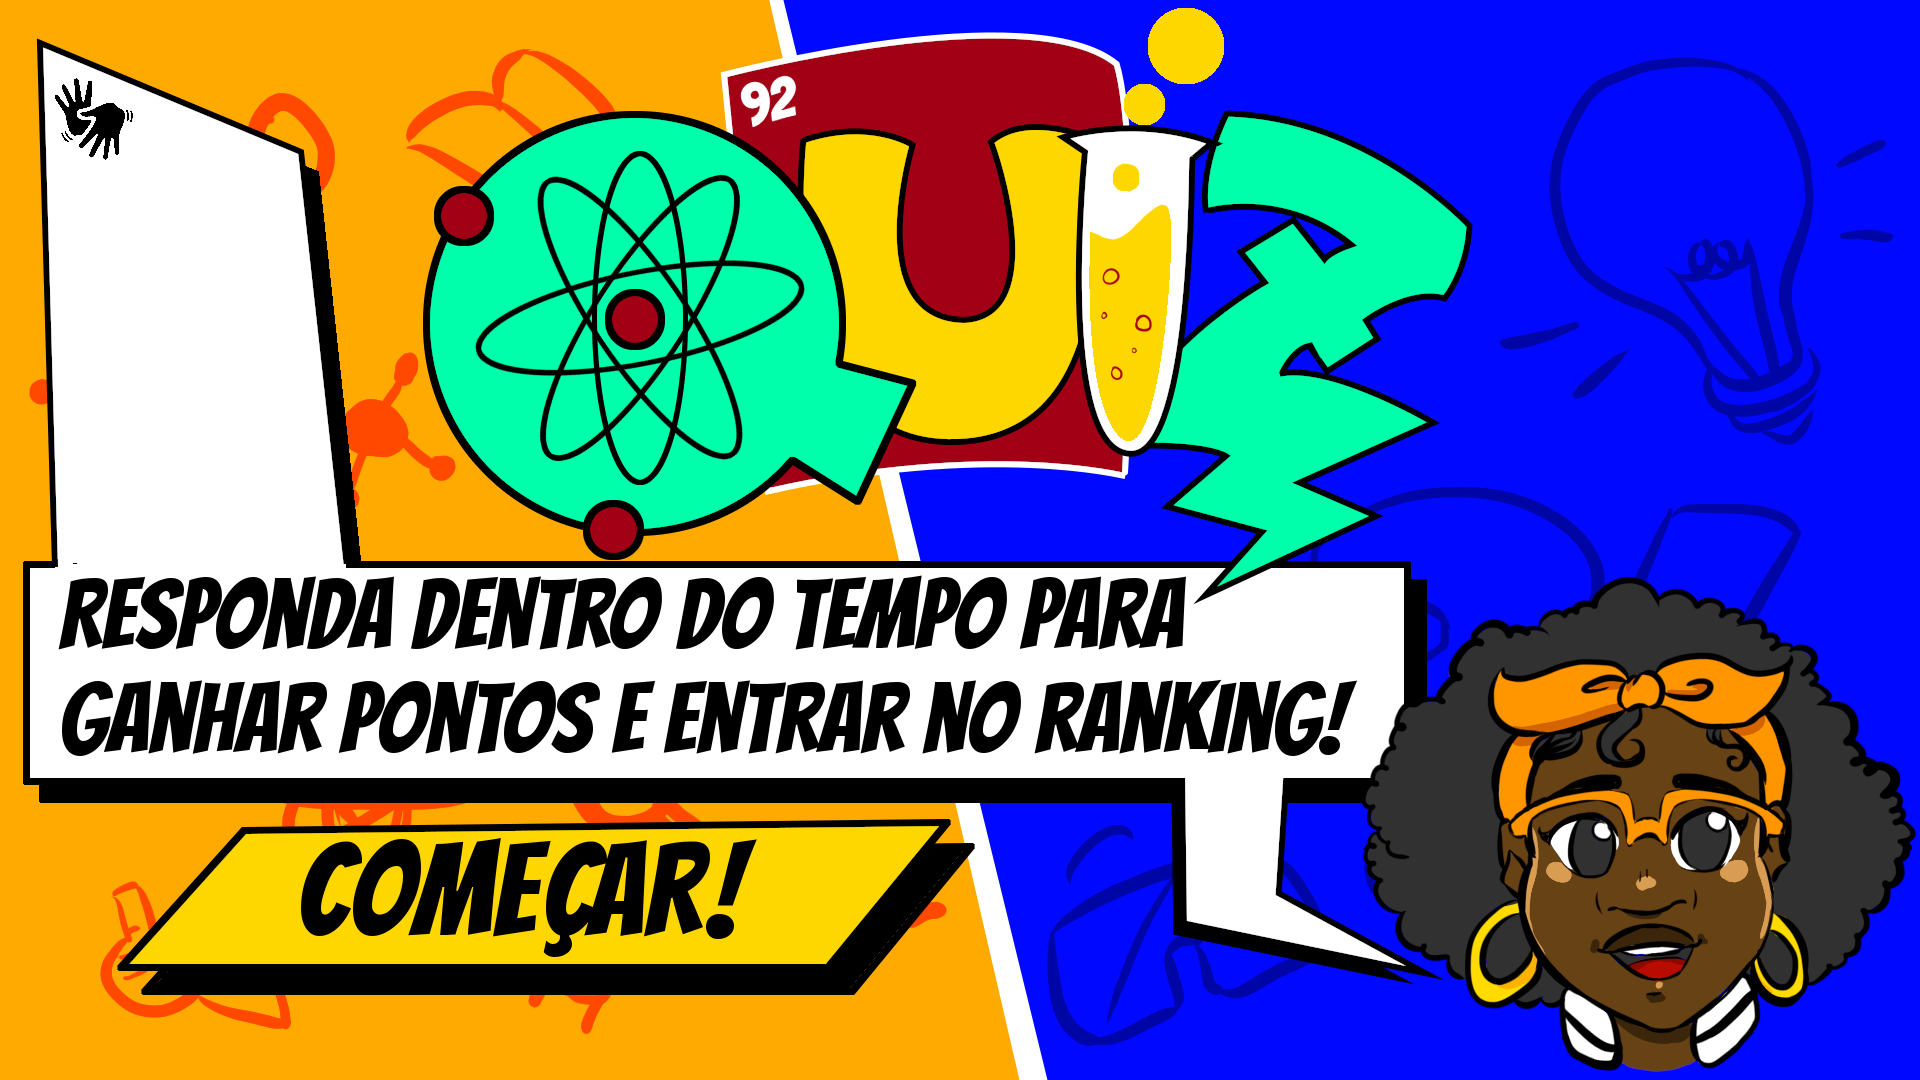 92
QUIZ
RESPONDA DENTRO DO TEMPO PARA
GANHAR PONTOS E ENTRAR NO RANKING!
COMEÇAR!